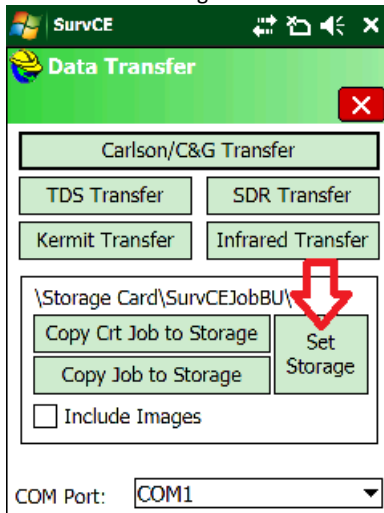 SurvCE
Data Transfer
Carlson/C&G Transfer
TDS Transfer SDR Transfer
Kermit Transfer Infrared Transfer
\Storage Card\SurvCEJobBU\
Copy Crt Job to Storage
Set Storage
Copy Job to Storage
Include Images
COM Port: COM1